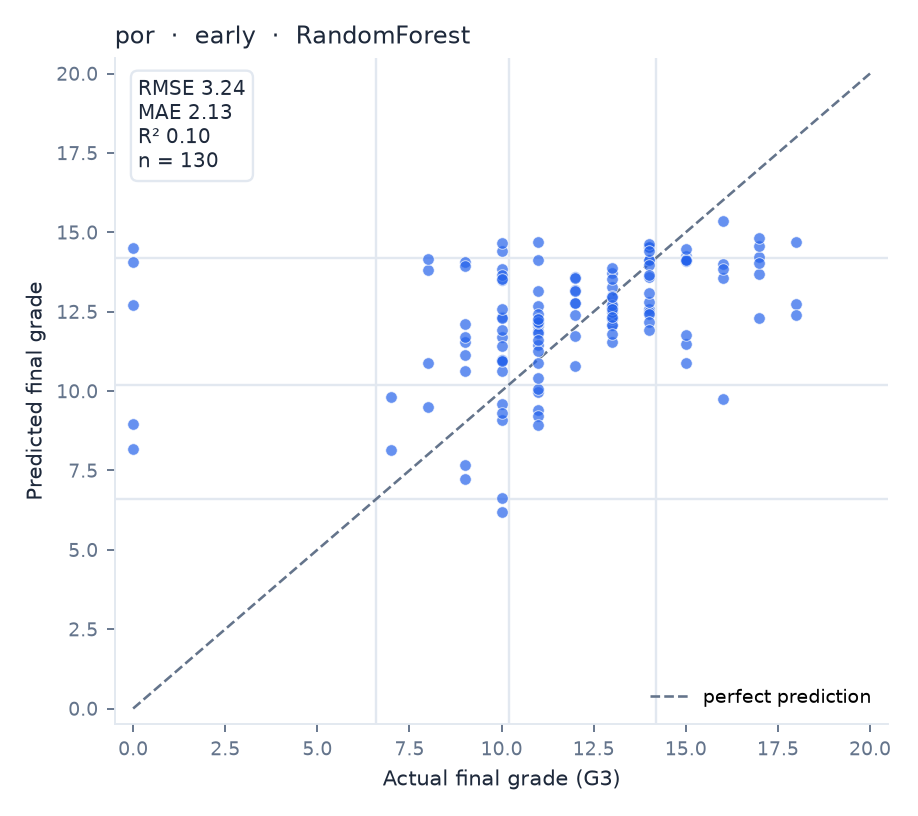 por · early · RandomForest
RMSE 3.24
MAE 2.13
R² 0.10
n = 130
20.0
17.5
15.0
12.5
10.0
7.5
5.0
2.5
0.0
Predicted final grade
perfect prediction
0.0 2.5 5.0 7.5 10.0 12.5 15.0 17.5 20.0
Actual final grade (G3)